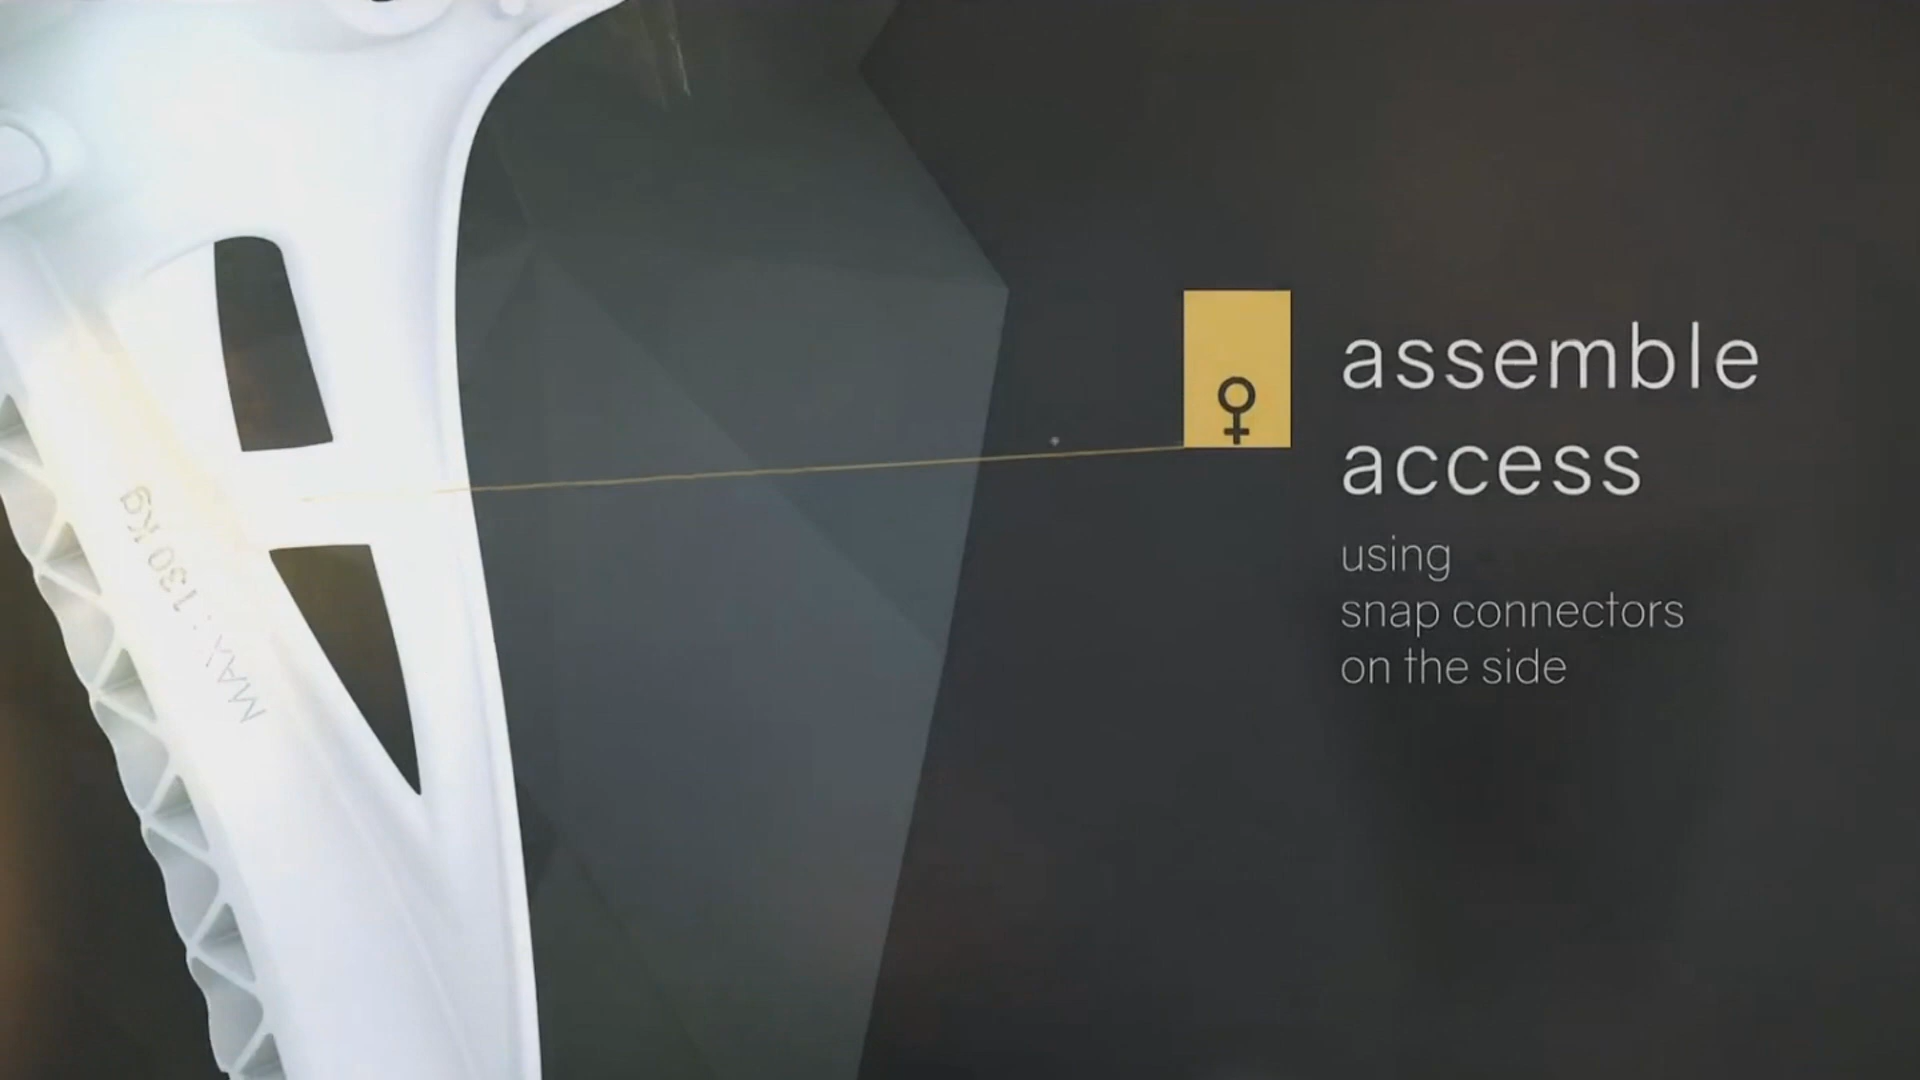 MAX: 130 Kg
assemble
access
using
snap connectors
on the side